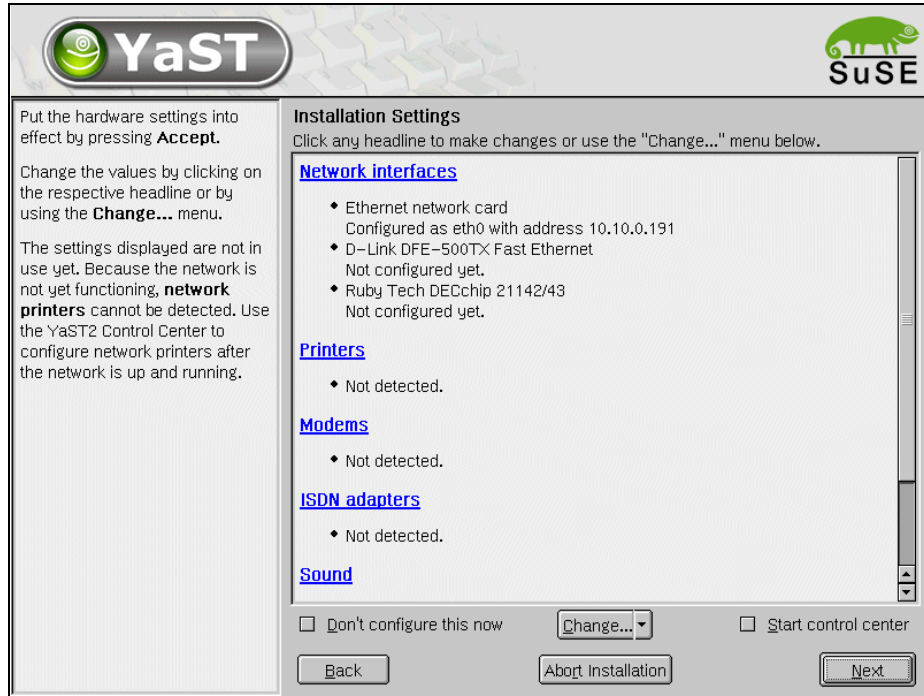 YaST
SuSE
Put the hardware settings into
effect by pressing Accept.
Change the values by clicking on
the respective headline or by
using the Change... menu.
The settings displayed are not in
use yet. Because the network is
not yet functioning, network
printers cannot be detected. Use
the YaST2 Control Center to
configure network printers after
the network is up and running.
Installation Settings
Click any headline to make changes or use the "Change..." menu below.
Network interfaces
Ethernet network card
Configured as eth0 with address 10.10.0.191
D-Link DFE-500TX Fast Ethernet
Not configured yet.
Ruby Tech DECchip 21142/43
Not configured yet.
Printers
Not detected.
Modems
Not detected.
ISDN adapters
Not detected.
Sound
Don't configure this now
Change...
Start control center
Back
Abort Installation
Next